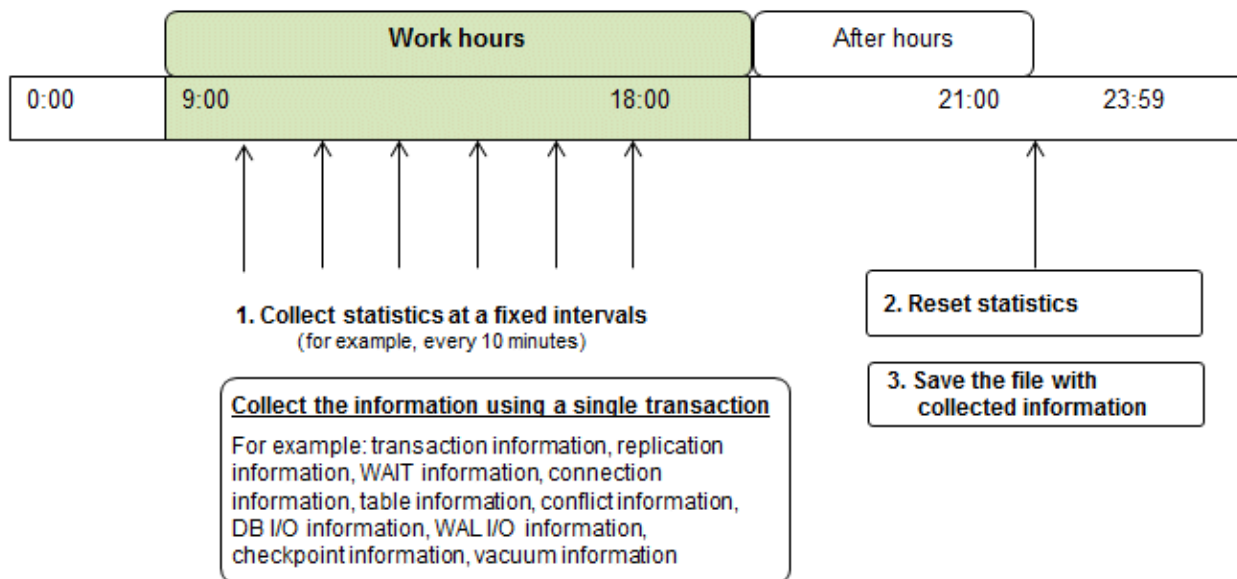 Work hours
After hours
0:00
9:00
18:00
21:00
23:59
1. Collect statistics at a fixed intervals
(for example, every 10 minutes)
2. Reset statistics
3. Save the file with
collected information
Collect the information using a single transaction
For example: transaction information, replication
information, WAIT information, connection
information, table information, conflict information,
DB I/O information, WAL I/O information,
checkpoint information, vacuum information